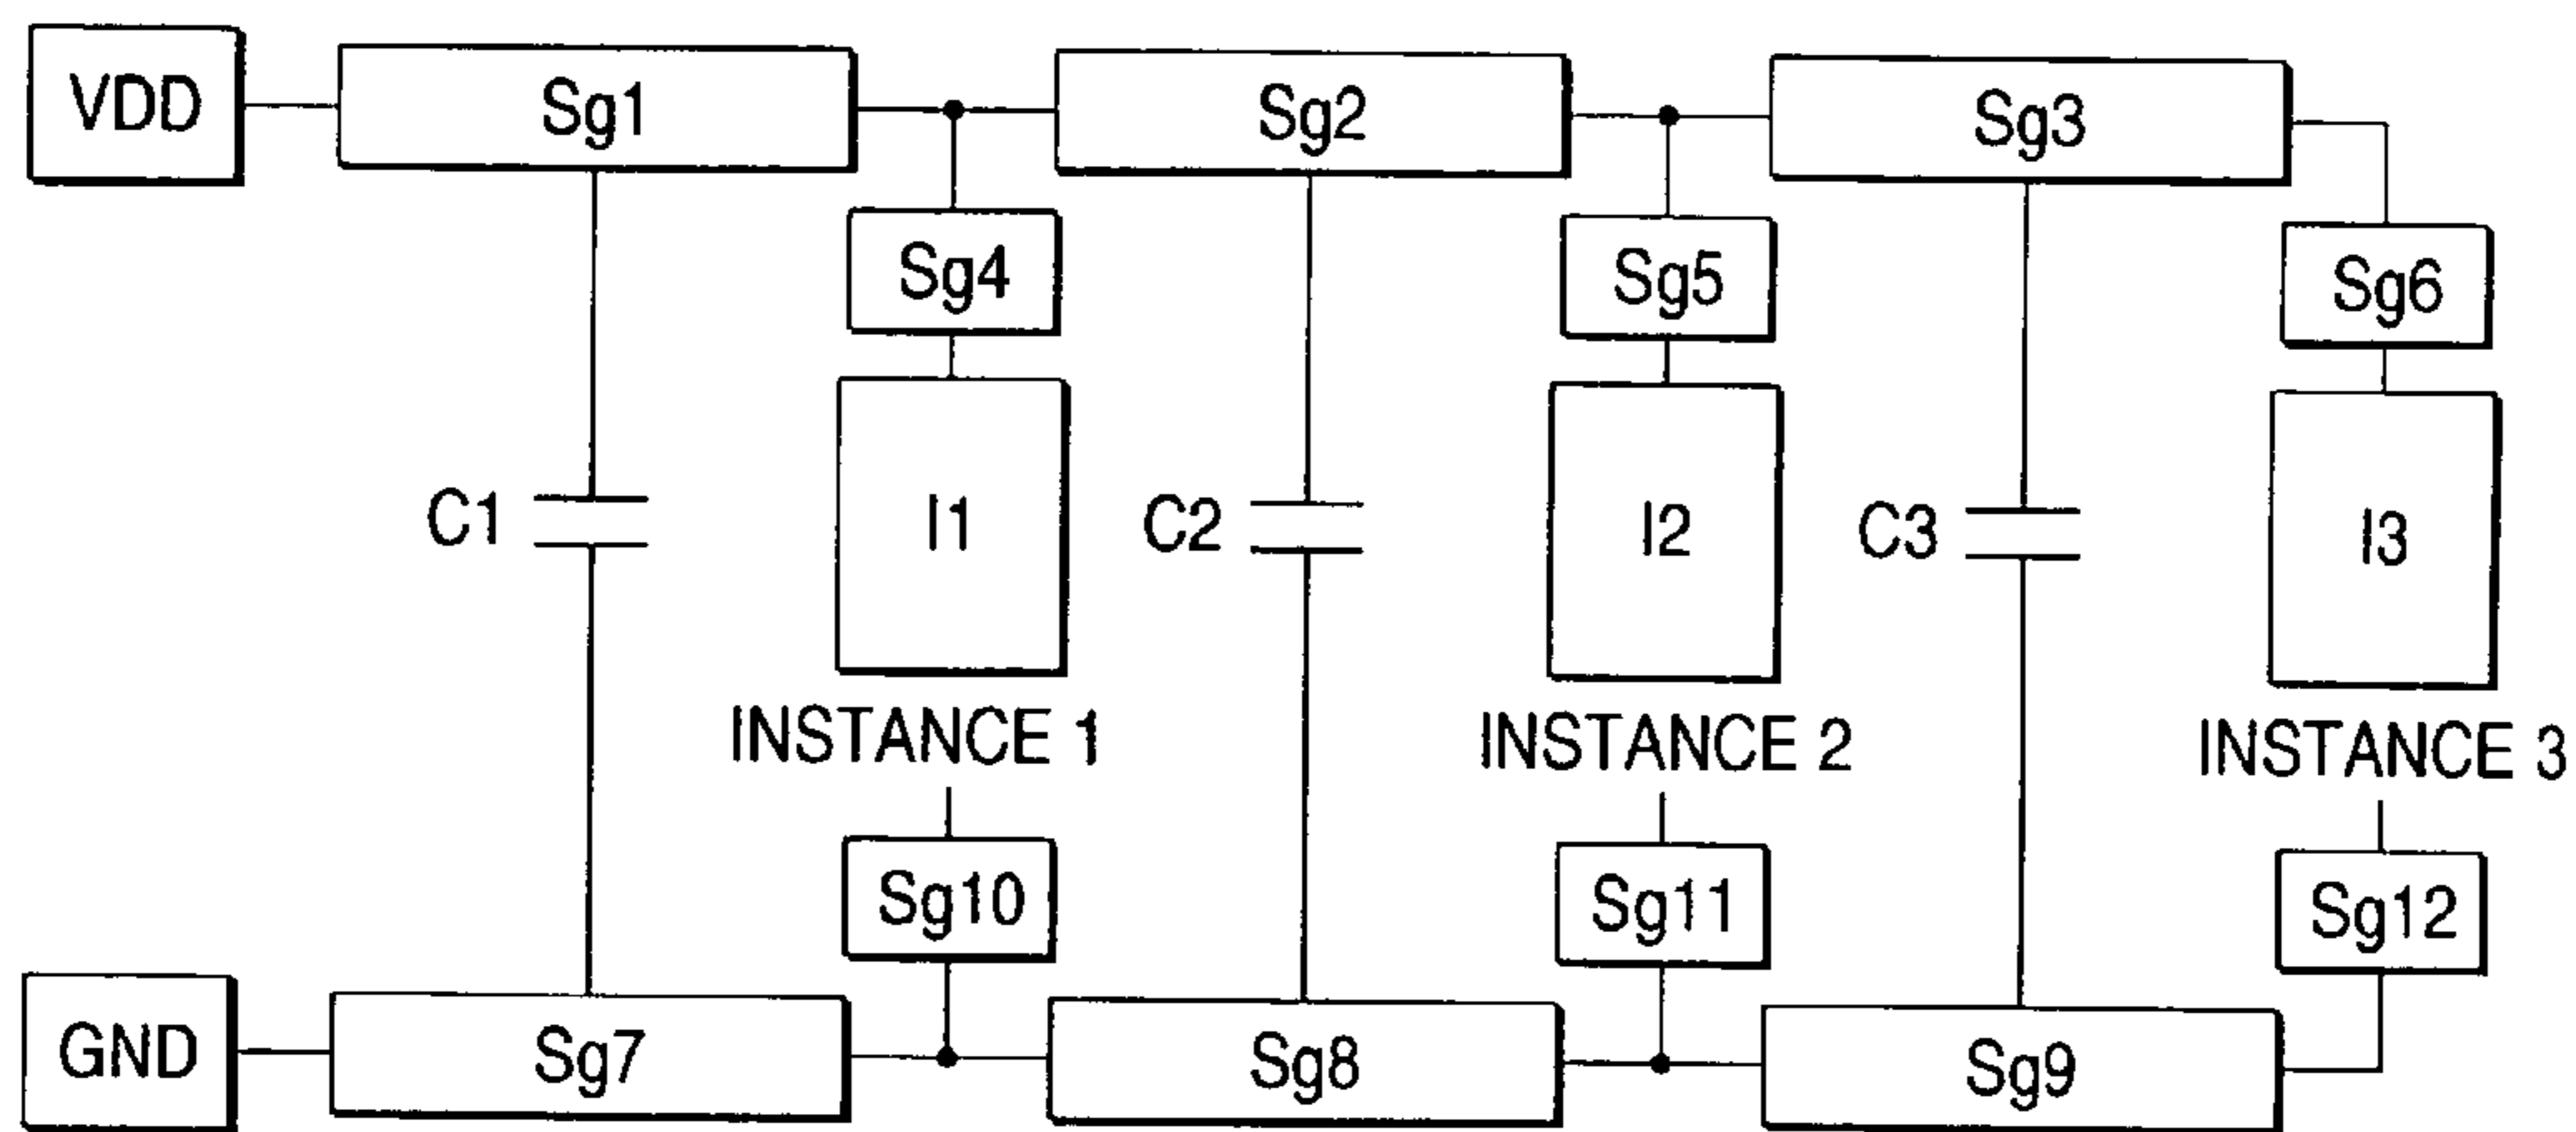 VDD
Sg1
Sg2
Sg3
Sg4
Sg5
Sg6
C1
I1
C2
I2
C3
I3
INSTANCE 1
INSTANCE 2
INSTANCE 3
Sg10
Sg11
Sg12
GND
Sg7
Sg8
Sg9